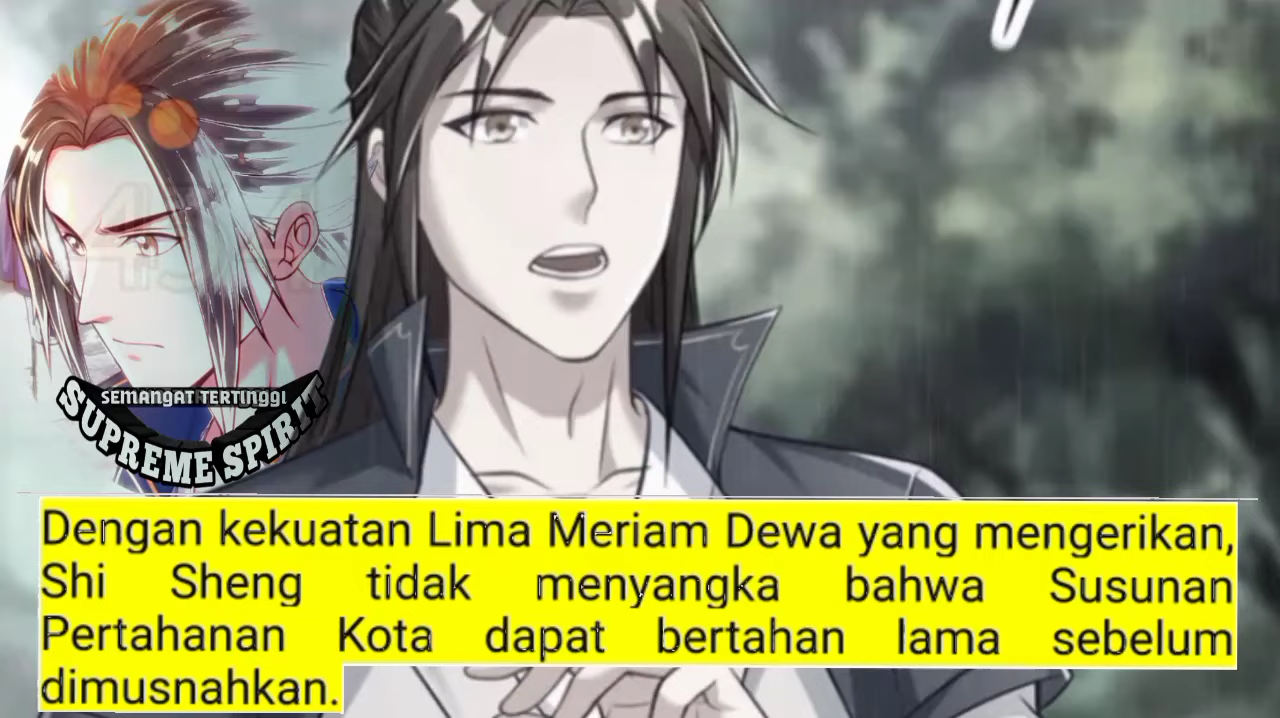 SEMANGAT TERTINGGI
SUPREME SPIRIT
Dengan kekuatan Lima Meriam Dewa yang mengerikan,
Shi Sheng tidak menyangka bahwa Susunan
Pertahanan Kota dapat bertahan lama sebelum
dimusnahkan.